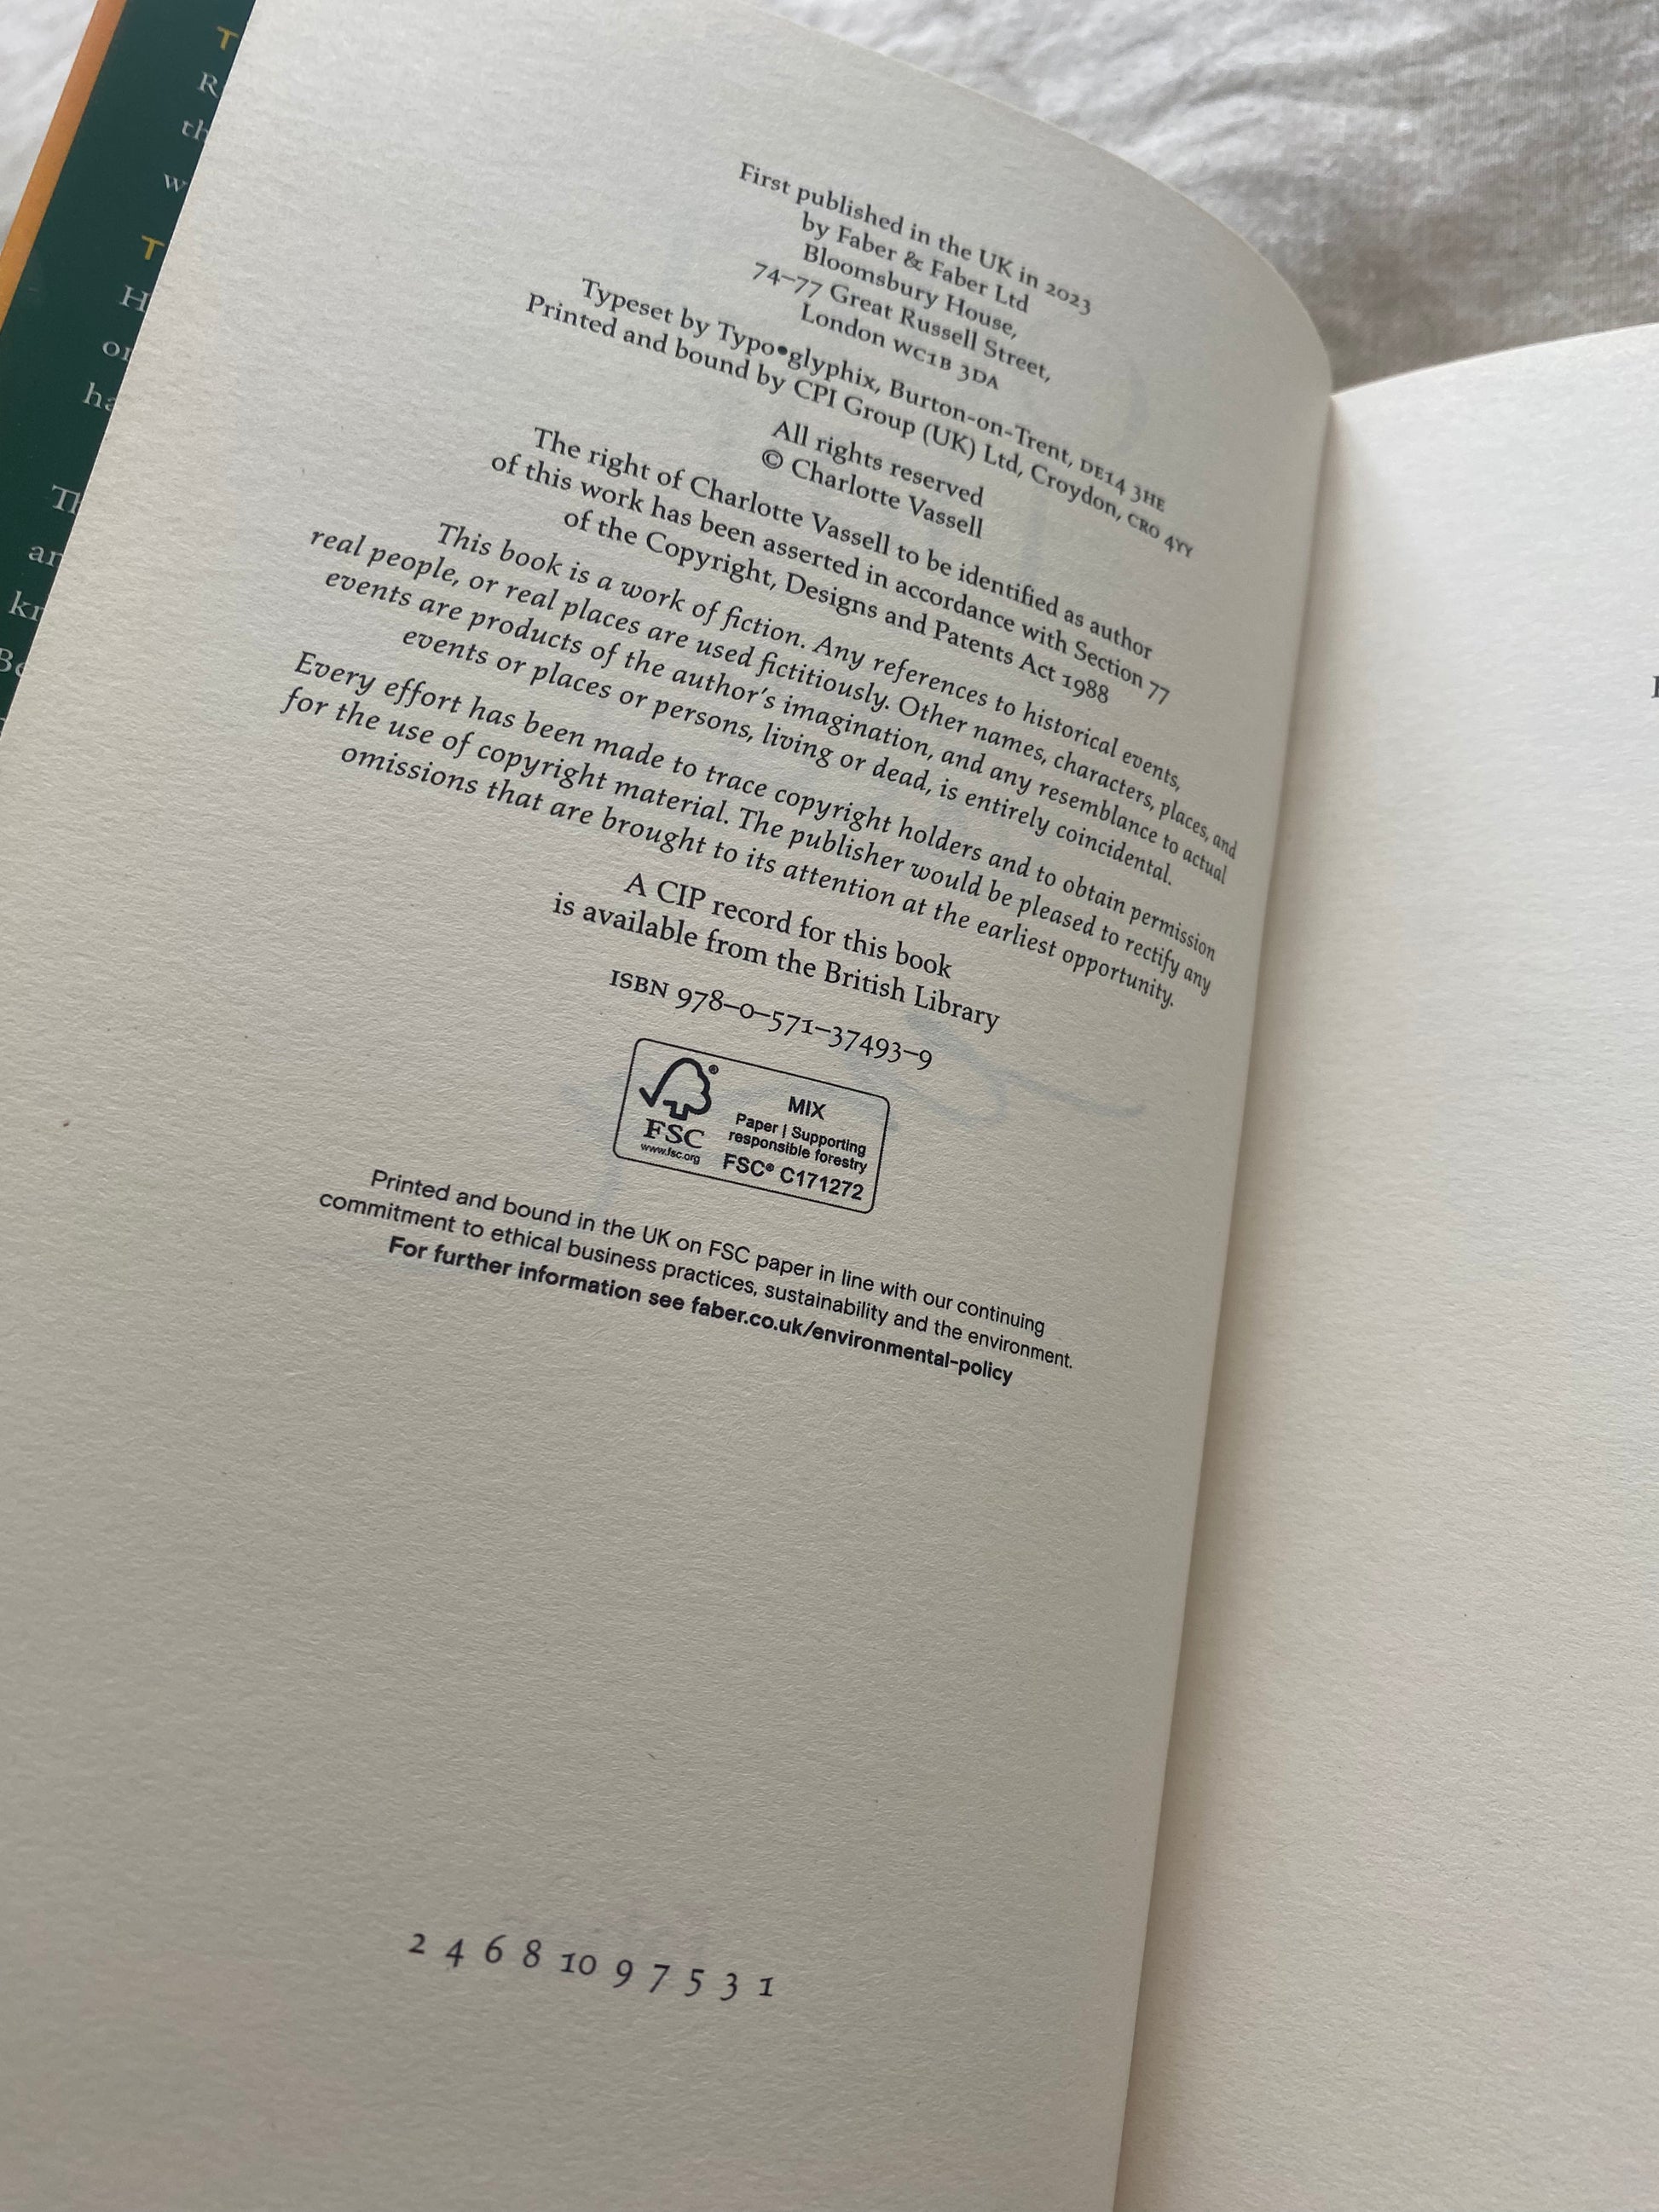 T
R
th
w
T
H
or
ha
Th
an
kn
Be
First published in the UK in 2023
by Faber & Faber Ltd
Bloomsbury House,
74–77 Great Russell Street,
London WC1B 3DA
Typeset by Typo•glyphix, Burton-on-Trent, DE14 3HE
Printed and bound by CPI Group (UK) Ltd, Croydon, CR0 4YY
All rights reserved
© Charlotte Vassell
The right of Charlotte Vassell to be identified as author
of this work has been asserted in accordance with Section 77
of the Copyright, Designs and Patents Act 1988
This book is a work of fiction. Any references to historical events,
real people, or real places are used fictitiously. Other names, characters, places, and
events are products of the author's imagination, and any resemblance to actual
events or places or persons, living or dead, is entirely coincidental.
Every effort has been made to trace copyright holders and to obtain permission
for the use of copyright material. The publisher would be pleased to rectify any
omissions that are brought to its attention at the earliest opportunity.
A CIP record for this book
is available from the British Library
ISBN 978–0–571–37493–9
MIX
Paper | Supporting
responsible forestry
FSC® C171272
FSC
www.fsc.org
Printed and bound in the UK on FSC paper in line with our continuing
commitment to ethical business practices, sustainability and the environment.
For further information see faber.co.uk/environmental-policy
2 4 6 8 10 9 7 5 3 1